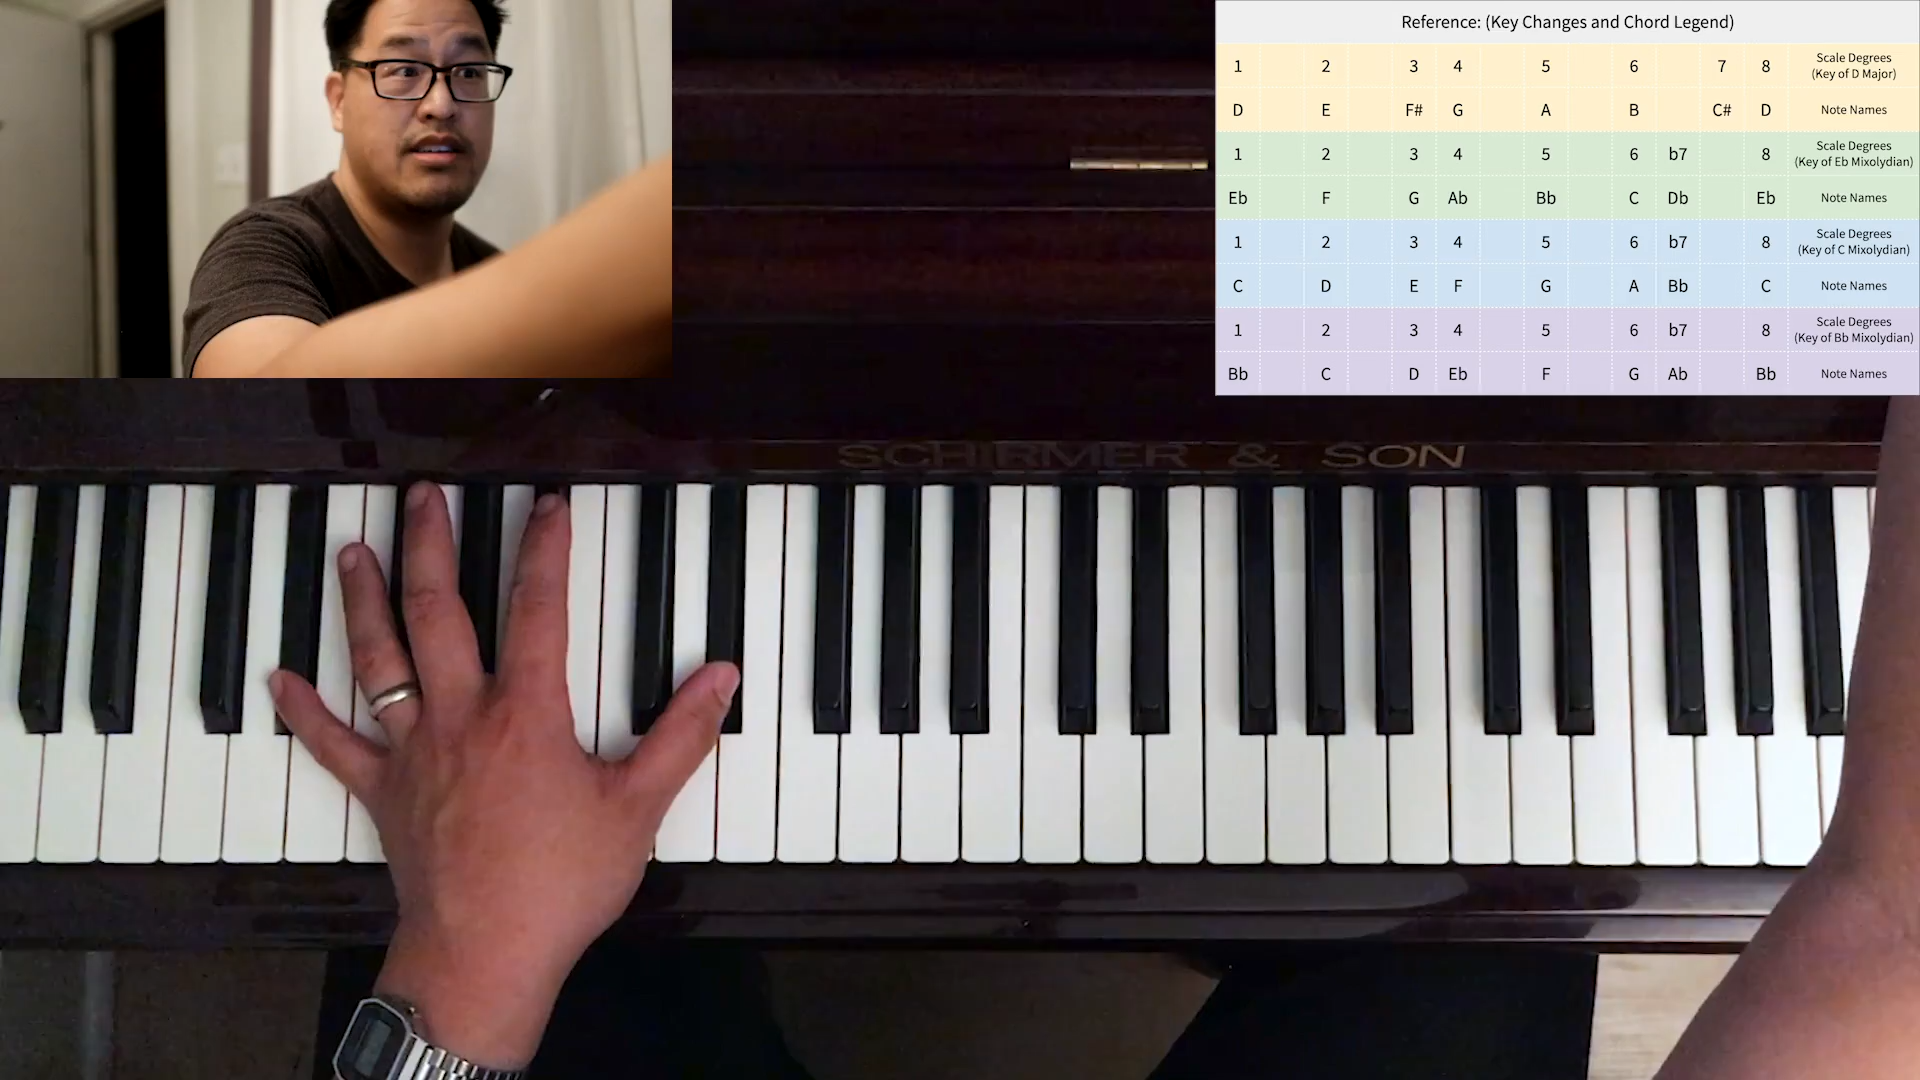 Reference: (Key Changes and Chord Legend)
1 2 3 4 5 6 7 8 Scale Degrees
(Key of D Major)
D E F# G A B C# D Note Names
1 2 3 4 5 6 b7 8 Scale Degrees
(Key of Eb Mixolydian)
Eb F G Ab Bb C Db Eb Note Names
1 2 3 4 5 6 b7 8 Scale Degrees
(Key of C Mixolydian)
C D E F G A Bb C Note Names
1 2 3 4 5 6 b7 8 Scale Degrees
(Key of Bb Mixolydian)
Bb C D Eb F G Ab Bb Note Names
SCHIRMER & SON